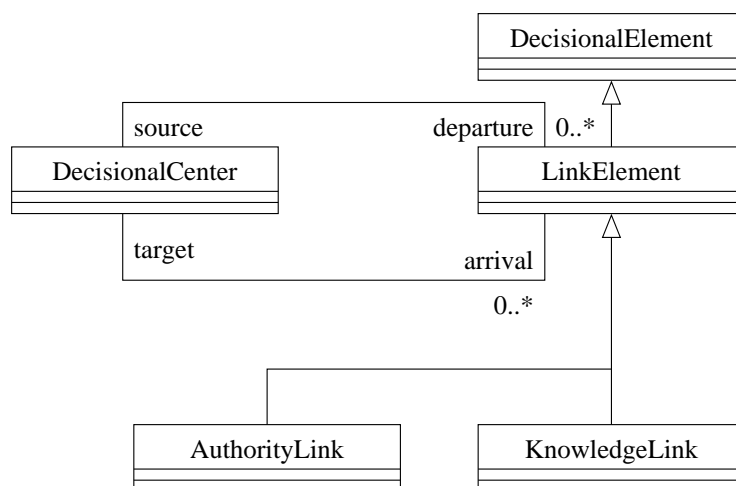 DecisionalElement
source
departure
0..*
DecisionalCenter
LinkElement
target
arrival
0..*
AuthorityLink
KnowledgeLink